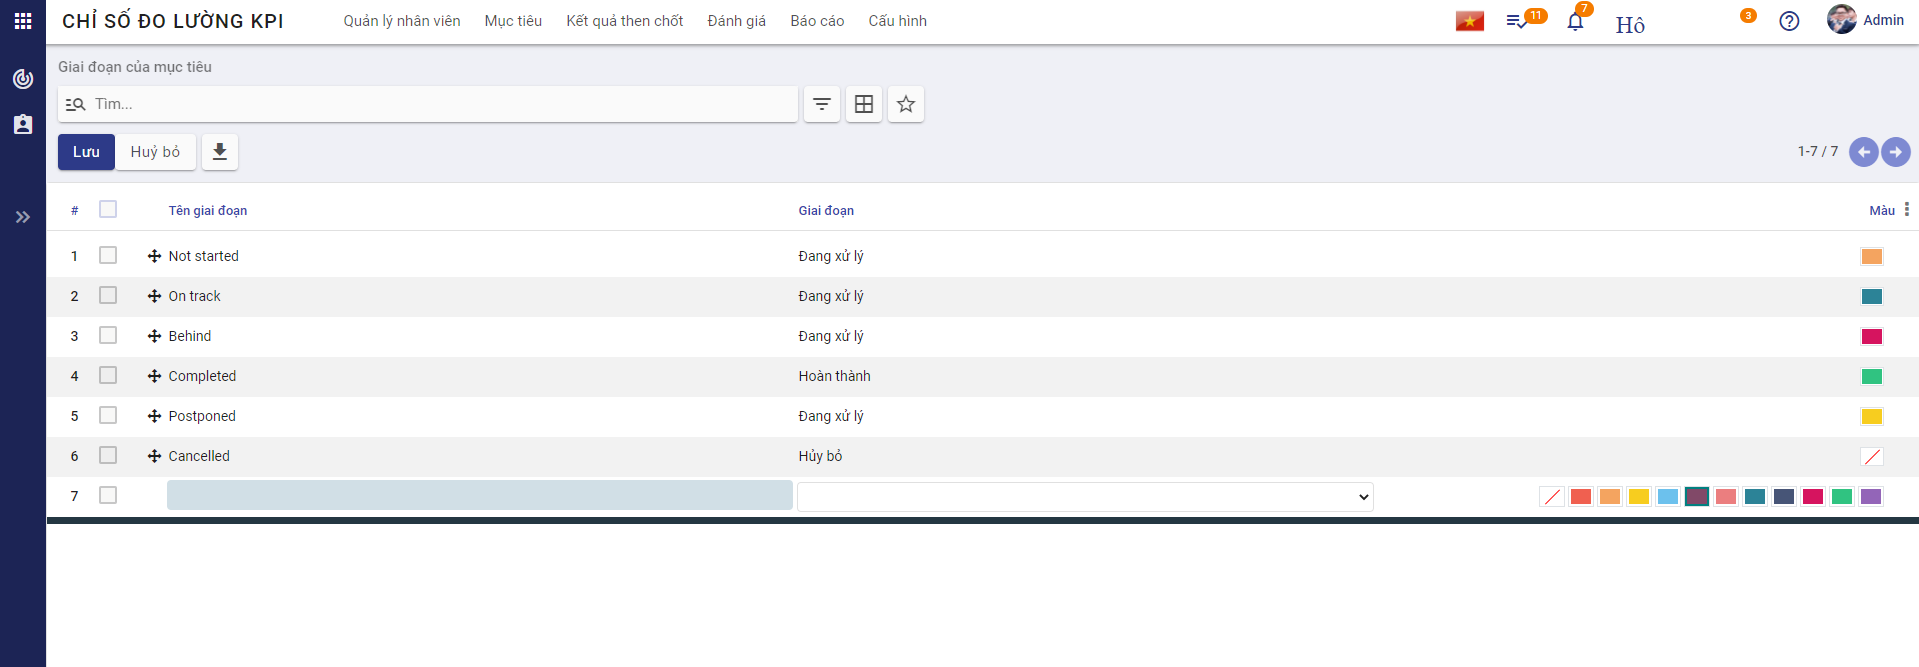 CHỈ SỐ ĐO LƯỜNG KPI Quản lý nhân viên Mục tiêu Kết quả then chốt Đánh giá Báo cáo Cấu hình 11 7 Hô 3 Admin
Giai đoạn của mục tiêu
Tìm...
Lưu Huỷ bỏ 1-7 / 7
# Tên giai đoạn Giai đoạn Màu
1 Not started Đang xử lý
2 On track Đang xử lý
3 Behind Đang xử lý
4 Completed Hoàn thành
5 Postponed Đang xử lý
6 Cancelled Hủy bỏ
7